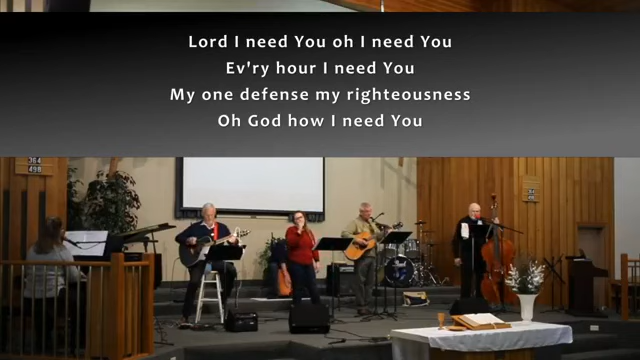 Lord I need You oh I need You
Ev'ry hour I need You
My one defense my righteousness
Oh God how I need You
364
498